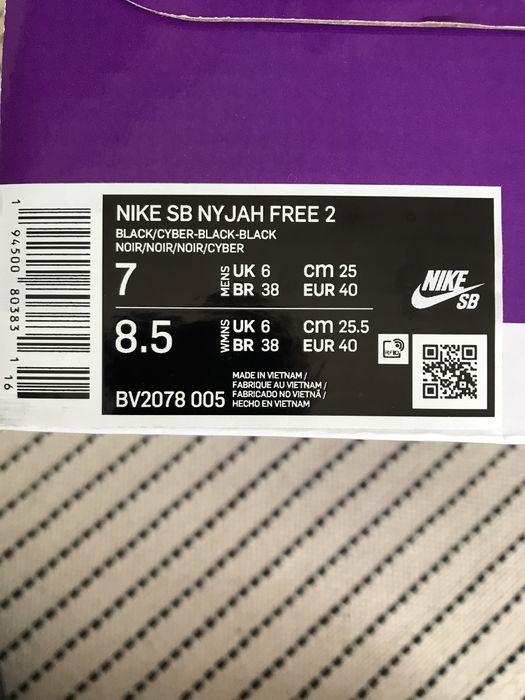 NIKE SB NYJAH FREE 2
BLACK/CYBER-BLACK-BLACK
NOIR/NOIR/NOIR/CYBER
7 MENS UK 6 cm 25
BR 38 EUR 40
8.5 WMNS UK 6 cm 25.5
BR 38 EUR 40
BV2078 005
MADE IN VIETNAM /
FABRIQUE AU VIETNAM /
FABRICADO NO VIETNÃ /
HECHO EN VIETNAM
NIKE
SB
RFID
1 94500 80383 1 16